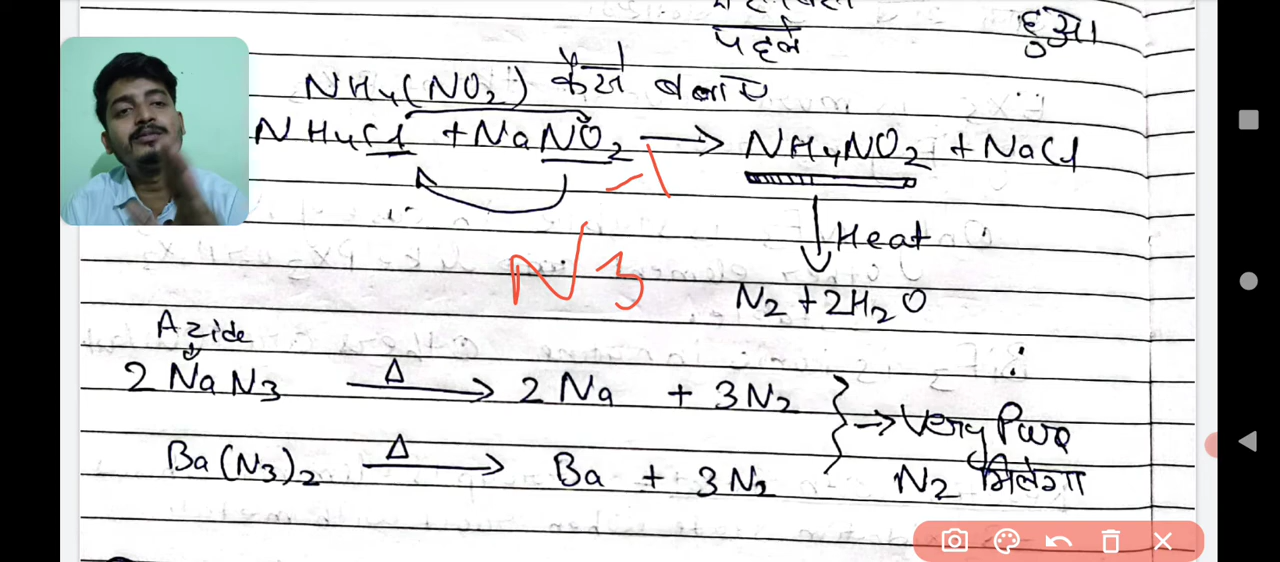 पहले
हुआ।
NH4(NO2) कैसे बनाए
NH4Cl + NaNO2 → NH4NO2 + NaCl
-1
Heat
N3
N2 + 2H2O
Azide
2 NaN3 —Δ→ 2 Na + 3N2
Ba(N3)2 —Δ→ Ba + 3N2
} → Very Pure
N2 मिलेगा